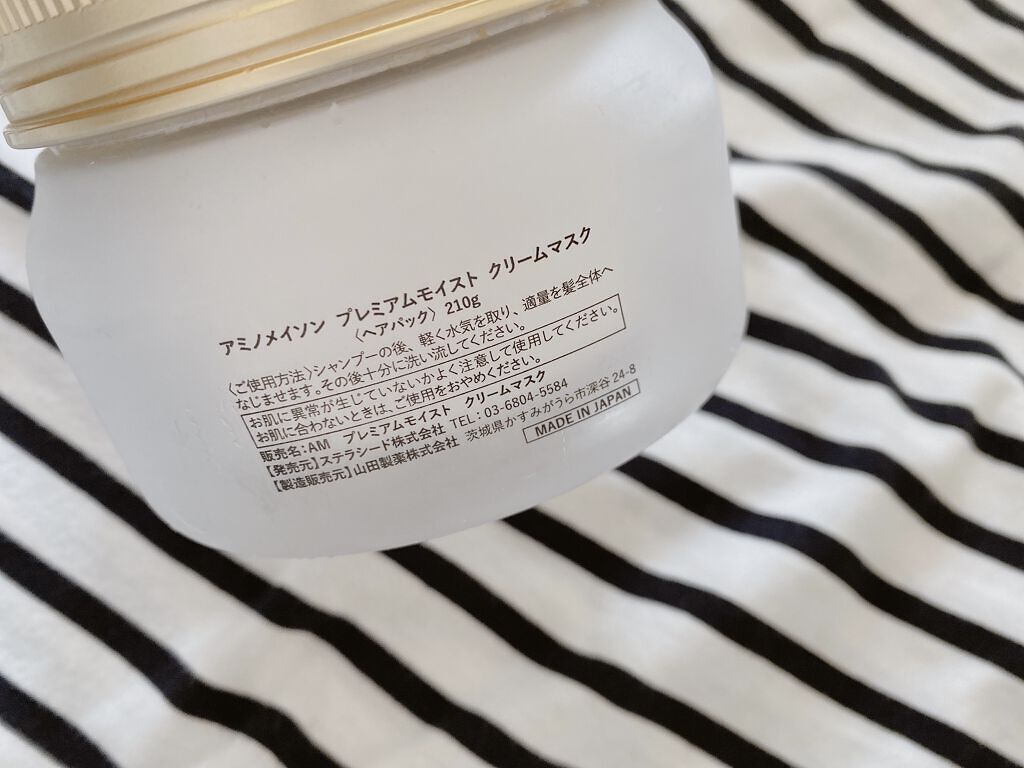 アミノメイソン プレミアムモイスト クリームマスク
〈ヘアパック〉 210g
〈ご使用方法〉シャンプーの後、軽く水気を取り、適量を髪全体へ
なじませます。その後十分に洗い流してください。
お肌に異常が生じていないかよく注意して使用してください。
お肌に合わないときは、ご使用をおやめください。
販売名：AM プレミアムモイスト クリームマスク
【発売元】ステラシード株式会社 TEL：03-6804-5584
【製造販売元】山田製薬株式会社 茨城県かすみがうら市深谷24-8
MADE IN JAPAN